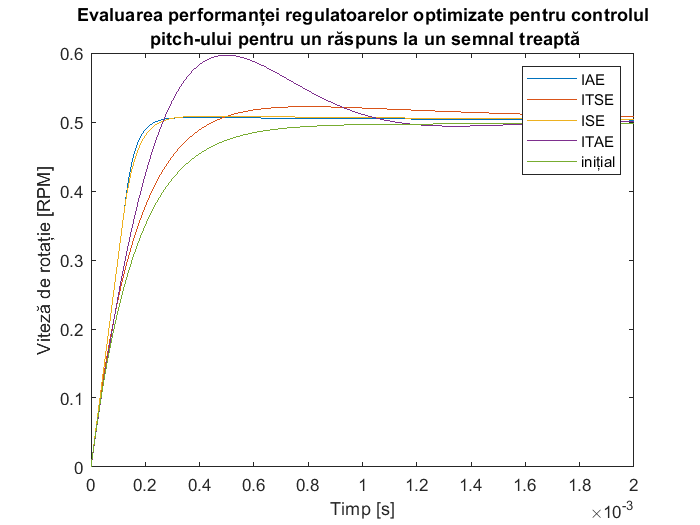 Evaluarea performanței regulatoarelor optimizate pentru controlul
pitch-ului pentru un răspuns la un semnal treaptă
Viteză de rotație [RPM]
0.6
0.5
0.4
0.3
0.2
0.1
0
IAE
ITSE
ISE
ITAE
inițial
0 0.2 0.4 0.6 0.8 1 1.2 1.4 1.6 1.8 2
Timp [s]
×10⁻³